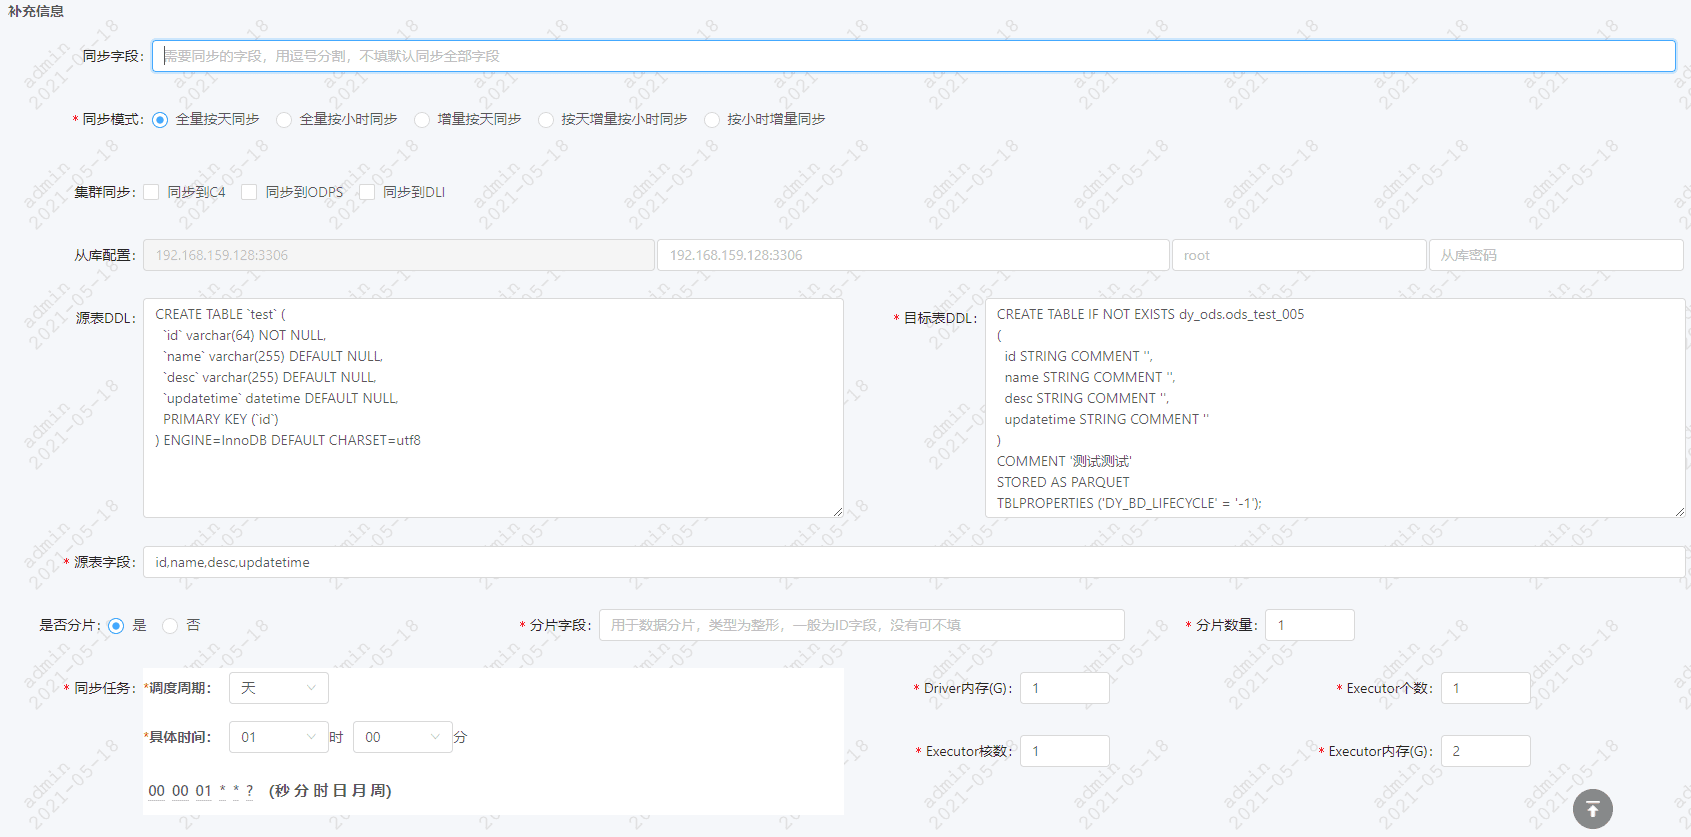 补充信息
同步字段： 需要同步的字段，用逗号分割，不填默认同步全部字段
* 同步模式： 全量按天同步 全量按小时同步 增量按天同步 按天增量按小时同步 按小时增量同步
集群同步： 同步到C4 同步到ODPS 同步到DLI
从库配置： 192.168.159.128:3306 192.168.159.128:3306 root 从库密码
源表DDL：
CREATE TABLE `test` (
`id` varchar(64) NOT NULL,
`name` varchar(255) DEFAULT NULL,
`desc` varchar(255) DEFAULT NULL,
`updatetime` datetime DEFAULT NULL,
PRIMARY KEY (`id`)
) ENGINE=InnoDB DEFAULT CHARSET=utf8
* 目标表DDL：
CREATE TABLE IF NOT EXISTS dy_ods.ods_test_005
(
id STRING COMMENT '',
name STRING COMMENT '',
desc STRING COMMENT '',
updatetime STRING COMMENT ''
)
COMMENT '测试测试'
STORED AS PARQUET
TBLPROPERTIES ('DY_BD_LIFECYCLE' = '-1');
* 源表字段： id,name,desc,updatetime
是否分片： 是 否 * 分片字段： 用于数据分片，类型为整形，一般为ID字段，没有可不填 * 分片数量： 1
* 同步任务： *调度周期： 天 * Driver内存(G)： 1 * Executor个数： 1
*具体时间： 01 时 00 分 * Executor核数： 1 * Executor内存(G)： 2
00 00 01 * * ? (秒 分 时 日 月 周)
admin
2021-05-18